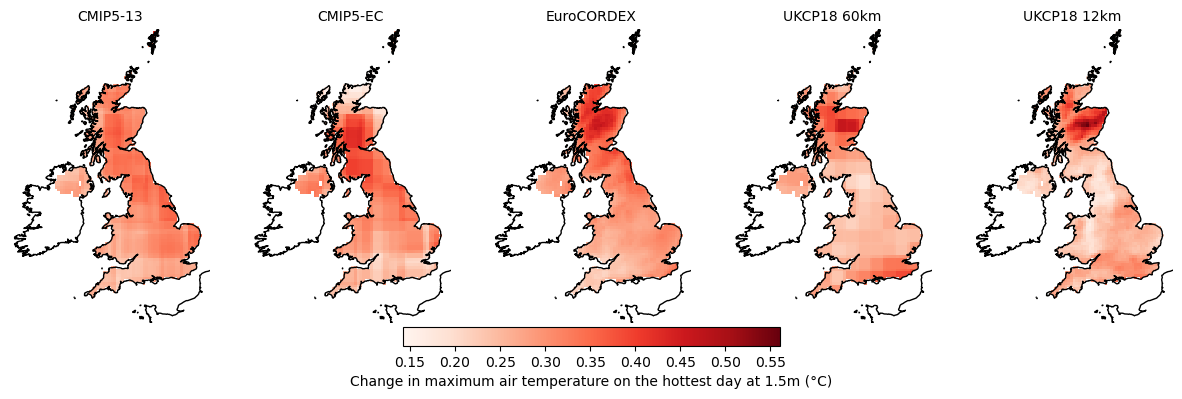 CMIP5-13
CMIP5-EC
EuroCORDEX
UKCP18 60km
UKCP18 12km
0.15 0.20 0.25 0.30 0.35 0.40 0.45 0.50 0.55
Change in maximum air temperature on the hottest day at 1.5m (°C)